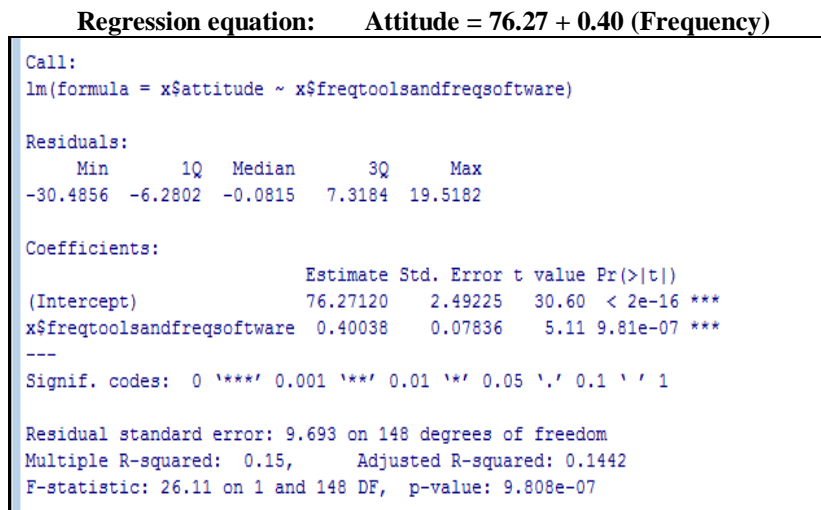 Regression equation: Attitude = 76.27 + 0.40 (Frequency)
Call:
lm(formula = x$attitude ~ x$freqtoolsandfreqsoftware)
Residuals:
Min 1Q Median 3Q Max
-30.4856 -6.2802 -0.0815 7.3184 19.5182
Coefficients:
Estimate Std. Error t value Pr(>|t|)
(Intercept) 76.27120 2.49225 30.60 < 2e-16 ***
x$freqtoolsandfreqsoftware 0.40038 0.07836 5.11 9.81e-07 ***
---
Signif. codes: 0 ‘***’ 0.001 ‘**’ 0.01 ‘*’ 0.05 ‘.’ 0.1 ‘ ’ 1
Residual standard error: 9.693 on 148 degrees of freedom
Multiple R-squared: 0.15, Adjusted R-squared: 0.1442
F-statistic: 26.11 on 1 and 148 DF, p-value: 9.808e-07